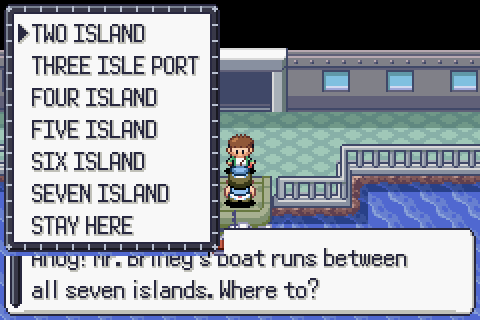 TWO ISLAND
THREE ISLE PORT
FOUR ISLAND
FIVE ISLAND
SIX ISLAND
SEVEN ISLAND
STAY HERE
Ahoy! Mr. Briney's boat runs between
all seven islands. Where to?